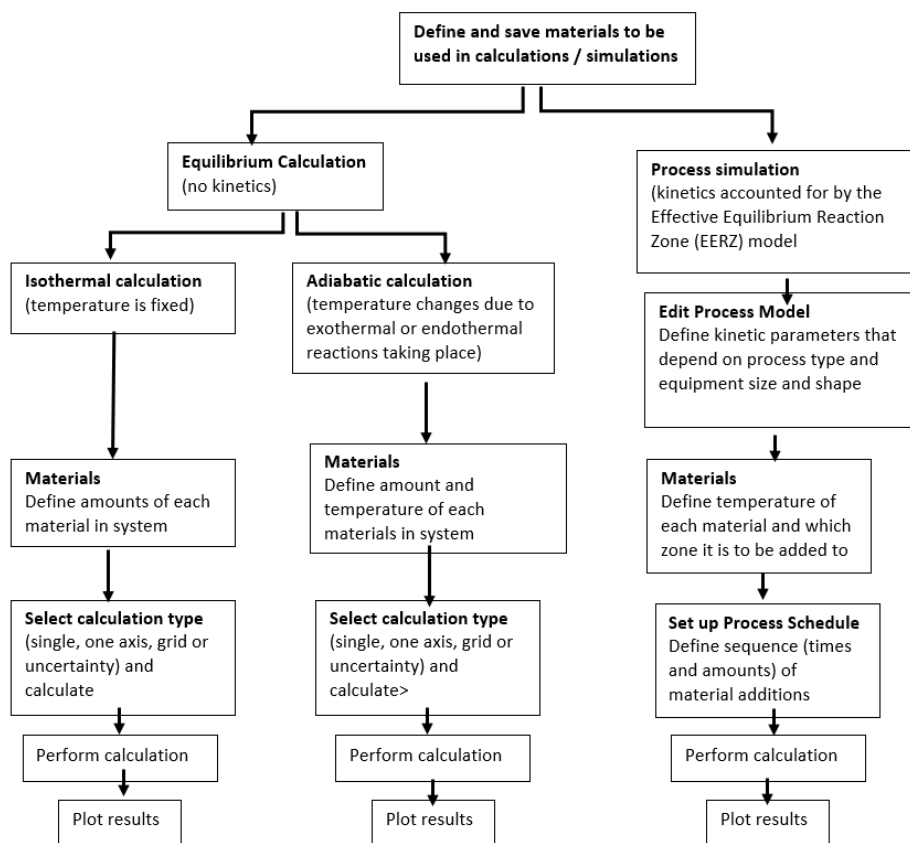 Define and save materials to be
used in calculations / simulations
Equilibrium Calculation
(no kinetics)
Process simulation
(kinetics accounted for by the
Effective Equilibrium Reaction
Zone (EERZ) model
Isothermal calculation
(temperature is fixed)
Adiabatic calculation
(temperature changes due to
exothermal or endothermal
reactions taking place)
Edit Process Model
Define kinetic parameters that
depend on process type and
equipment size and shape
Materials
Define amounts of each
material in system
Materials
Define amount and
temperature of each
materials in system
Materials
Define temperature of
each material and which
zone it is to be added to
Select calculation type
(single, one axis, grid or
uncertainty) and
calculate
Select calculation type
(single, one axis, grid or
uncertainty) and
calculate>
Set up Process Schedule
Define sequence (times
and amounts) of
material additions
Perform calculation
Perform calculation
Perform calculation
Plot results
Plot results
Plot results